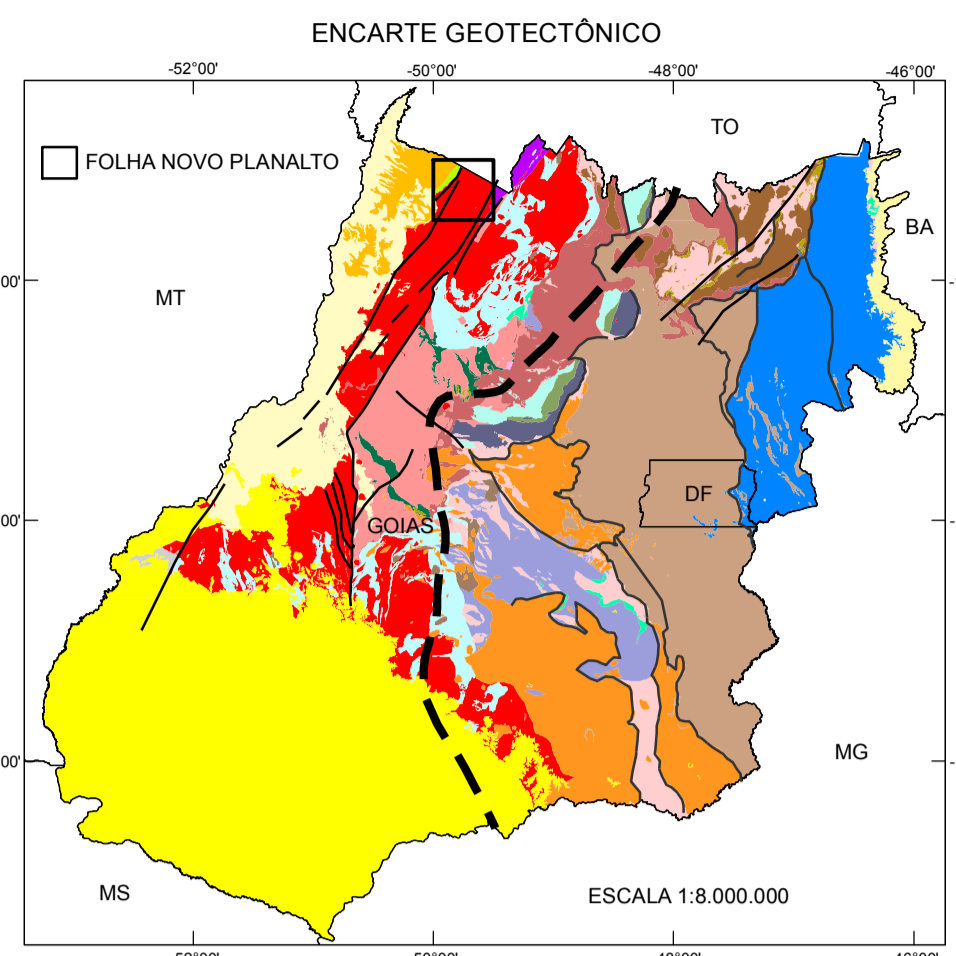 ENCARTE GEOTECTÔNICO
-52°00' -50°00' -48°00' -46°00'
TO
FOLHA NOVO PLANALTO
BA
MT
DF
GOIAS
MG
MS
ESCALA 1:8.000.000